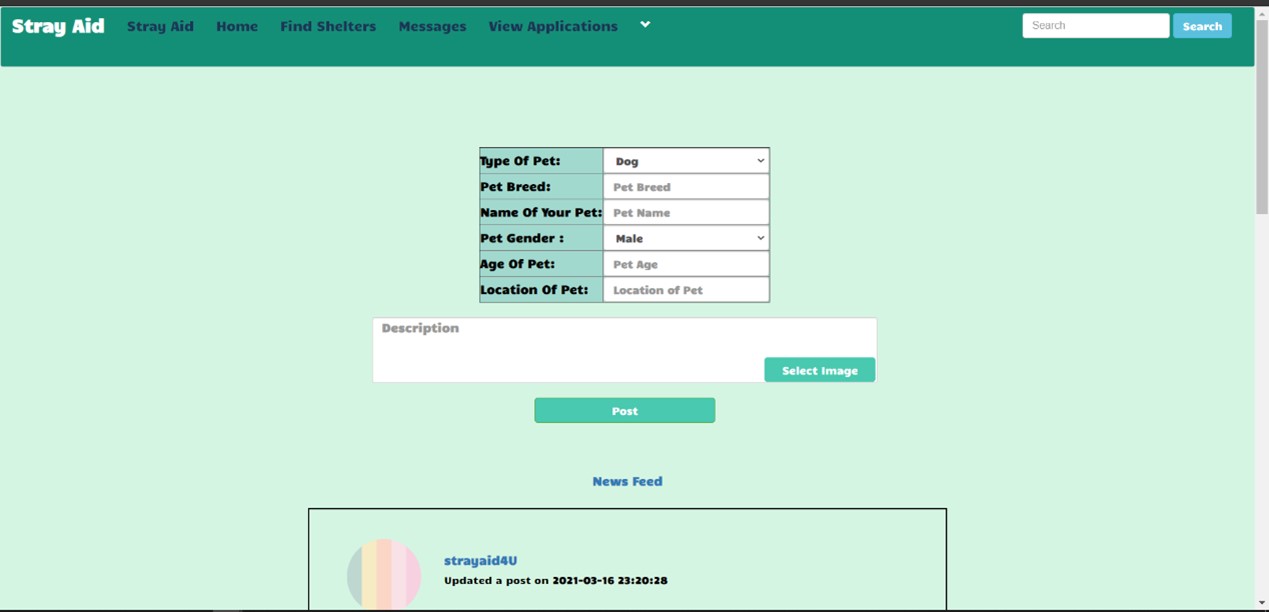 Stray Aid Stray Aid Home Find Shelters Messages View Applications Search Search
Type Of Pet: Dog
Pet Breed: Pet Breed
Name Of Your Pet: Pet Name
Pet Gender : Male
Age Of Pet: Pet Age
Location Of Pet: Location of Pet
Description
Select Image
Post
News Feed
strayaid4U
Updated a post on 2021-03-16 23:20:28